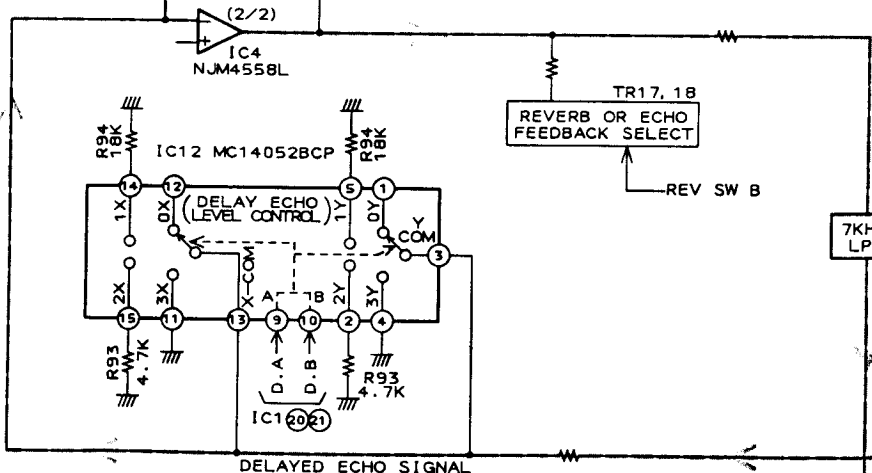 (2/2)
−
+
IC4
NJM4558L
TR17, 18
REVERB OR ECHO
FEEDBACK SELECT
REV SW B
7KH
LP
R94
18K
IC12 MC14052BCP
R94
18K
14
12
5
1
1X
0X
(DELAY ECHO
LEVEL CONTROL)
1Y
0Y
Y
COM
3
2X
3X
X-COM
A
B
2Y
3Y
15
11
13
9
10
2
4
R93
4.7K
D.A
D.B
R93
4.7K
IC1 20 21
DELAYED ECHO SIGNAL